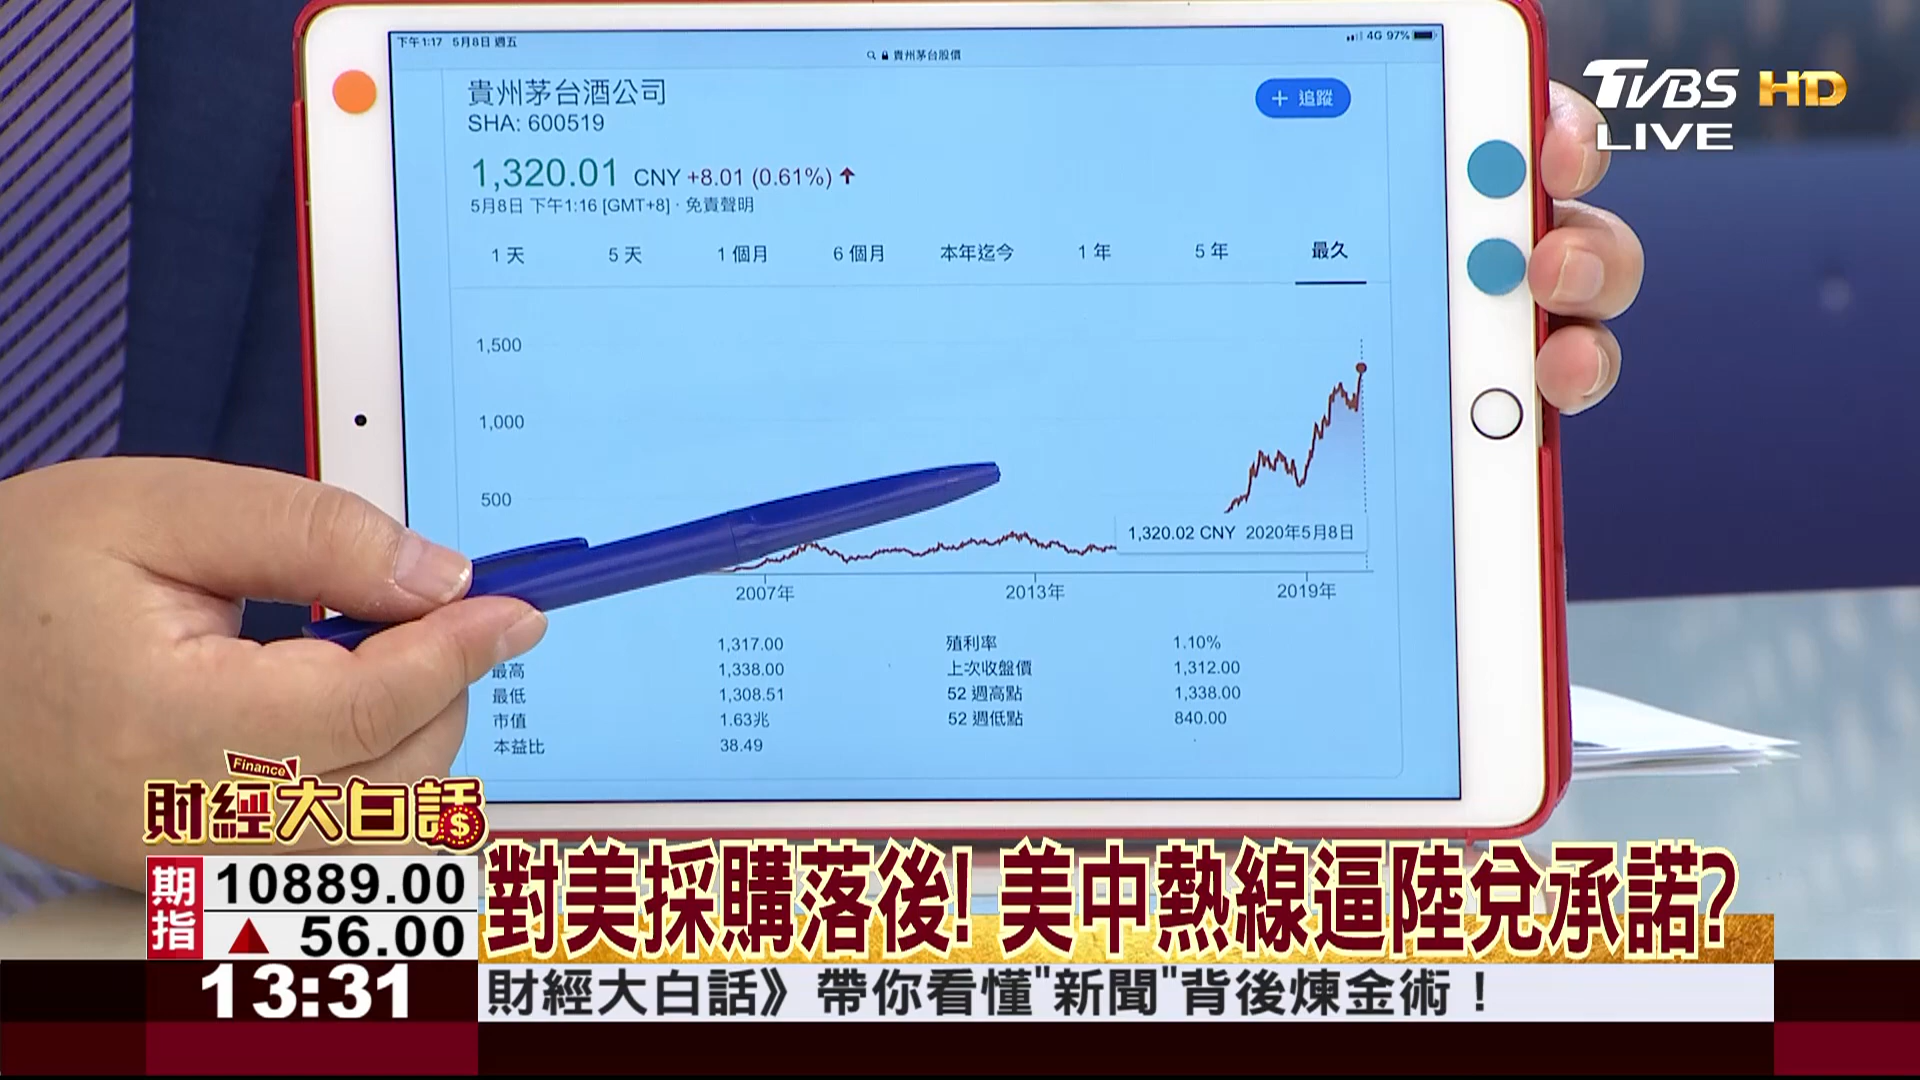 下午1:17 5月8日 週五
4G 97%
貴州茅台股價
貴州茅台酒公司
+ 追蹤
SHA: 600519
1,320.01 CNY +8.01 (0.61%)
5月8日 下午1:16 [GMT+8] · 免責聲明
1 天 5 天 1 個月 6 個月 本年迄今 1 年 5 年 最久
1,500
1,000
500
1,320.02 CNY 2020年5月8日
2007年 2013年 2019年
1,317.00 殖利率 1.10%
最高 1,338.00 上次收盤價 1,312.00
最低 1,308.51 52 週高點 1,338.00
市值 1.63兆 52 週低點 840.00
本益比 38.49
TVBS HD
LIVE
Finance
財經大白話
期指 10889.00
56.00
對美採購落後! 美中熱線逼陸兌承諾?
13:31
財經大白話》帶你看懂"新聞"背後煉金術！